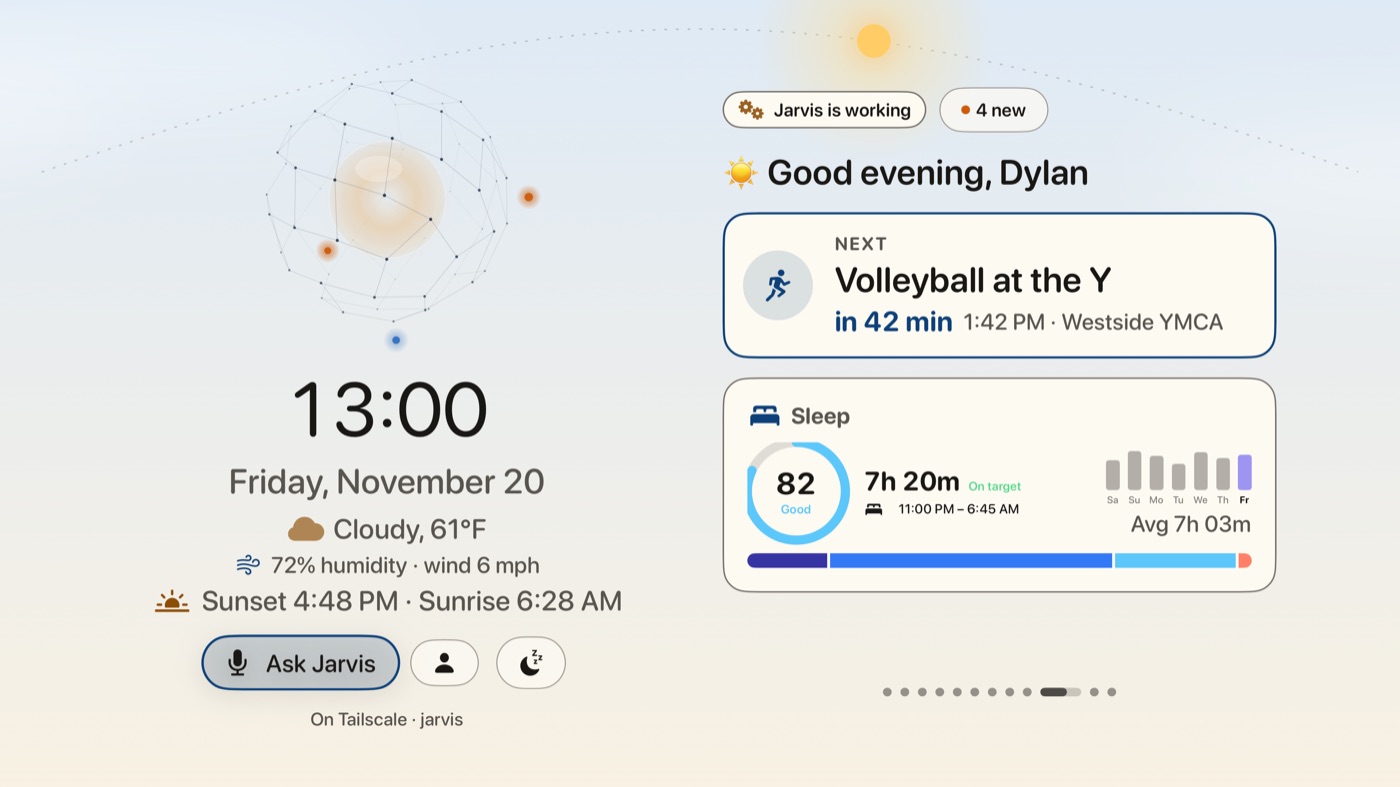 Jarvis is working
4 new
Good evening, Dylan
NEXT
Volleyball at the Y
in 42 min 1:42 PM · Westside YMCA
13:00
Friday, November 20
Cloudy, 61°F
72% humidity · wind 6 mph
Sunset 4:48 PM · Sunrise 6:28 AM
Ask Jarvis
zzz
On Tailscale · jarvis
Sleep
82
Good
7h 20m On target
11:00 PM – 6:45 AM
Sa Su Mo Tu We Th Fr
Avg 7h 03m